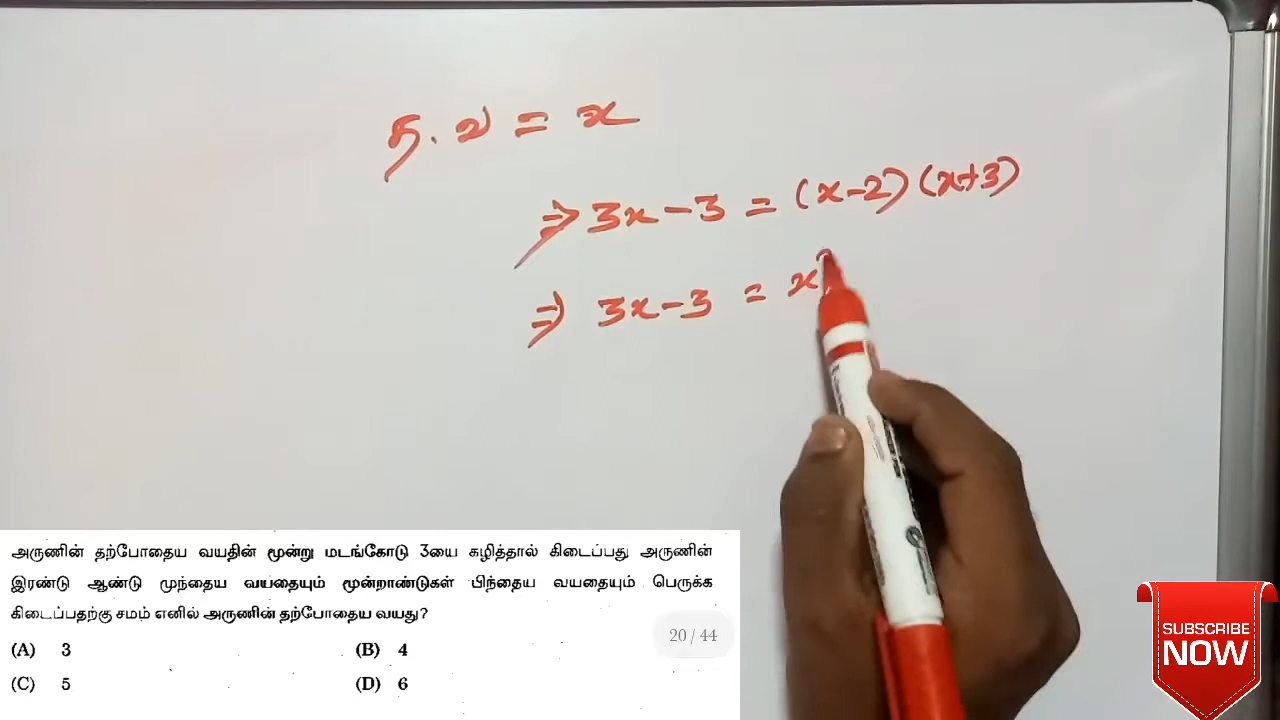 த.வ = x
⇒ 3x - 3 = (x-2) (x+3)
⇒ 3x - 3 = x²
அருணின் தற்போதைய வயதின் மூன்று மடங்கோடு 3யை கழித்தால் கிடைப்பது அருணின்
இரண்டு ஆண்டு முந்தைய வயதையும் மூன்றாண்டுகள் பிந்தைய வயதையும் பெருக்க
கிடைப்பதற்கு சமம் எனில் அருணின் தற்போதைய வயது?
20 / 44
(A) 3 (B) 4
(C) 5 (D) 6
SUBSCRIBE
NOW